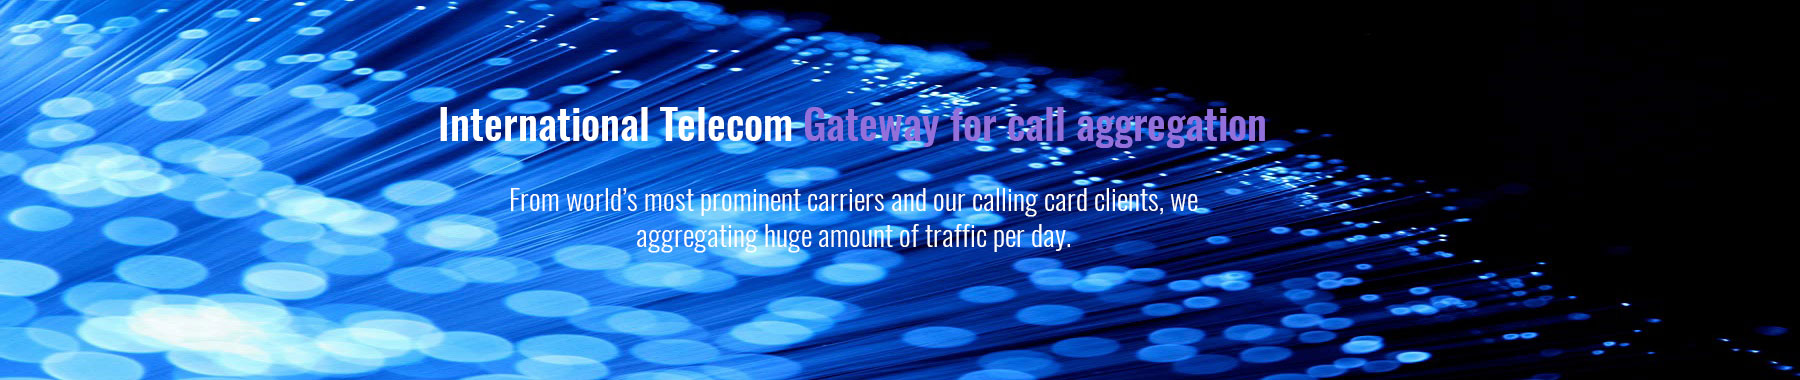 International Telecom Gateway for call aggregation
From world’s most prominent carriers and our calling card clients, we
aggregating huge amount of traffic per day.